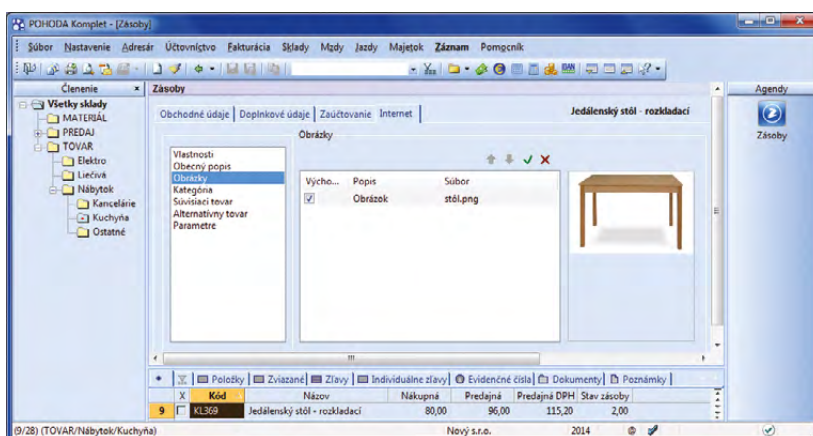 POHODA Komplet - [Zásoby]
Súbor Nastavenie Adresár Účtovníctvo Fakturácia Sklady Mzdy Jazdy Majetok Záznam Pomocník
Členenie
Všetky sklady
MATERIÁL
PREDAJ
TOVAR
Elektro
Liečivá
Nábytok
Kancelárie
Kuchyňa
Ostatné
Zásoby
Obchodné údaje Doplnkové údaje Zaúčtovanie Internet Jedálenský stôl - rozkladací
Vlastnosti
Obecný popis
Obrázky
Kategória
Súvisiaci tovar
Alternatívny tovar
Parametre
Obrázky
Výcho... Popis Súbor
Obrázok stôl.png
Agendy
Zásoby
Položky Zviazané Zľavy Individuálne zľavy Evidenčné čísla Dokumenty Poznámky
X Kód Názov Nákupná Predajná Predajná DPH Stav zásoby
9 KL369 Jedálenský stôl - rozkladací 80,00 96,00 115,20 2,00
(9/28) (TOVAR/Nábytok/Kuchyňa) Nový s.r.o. 2014